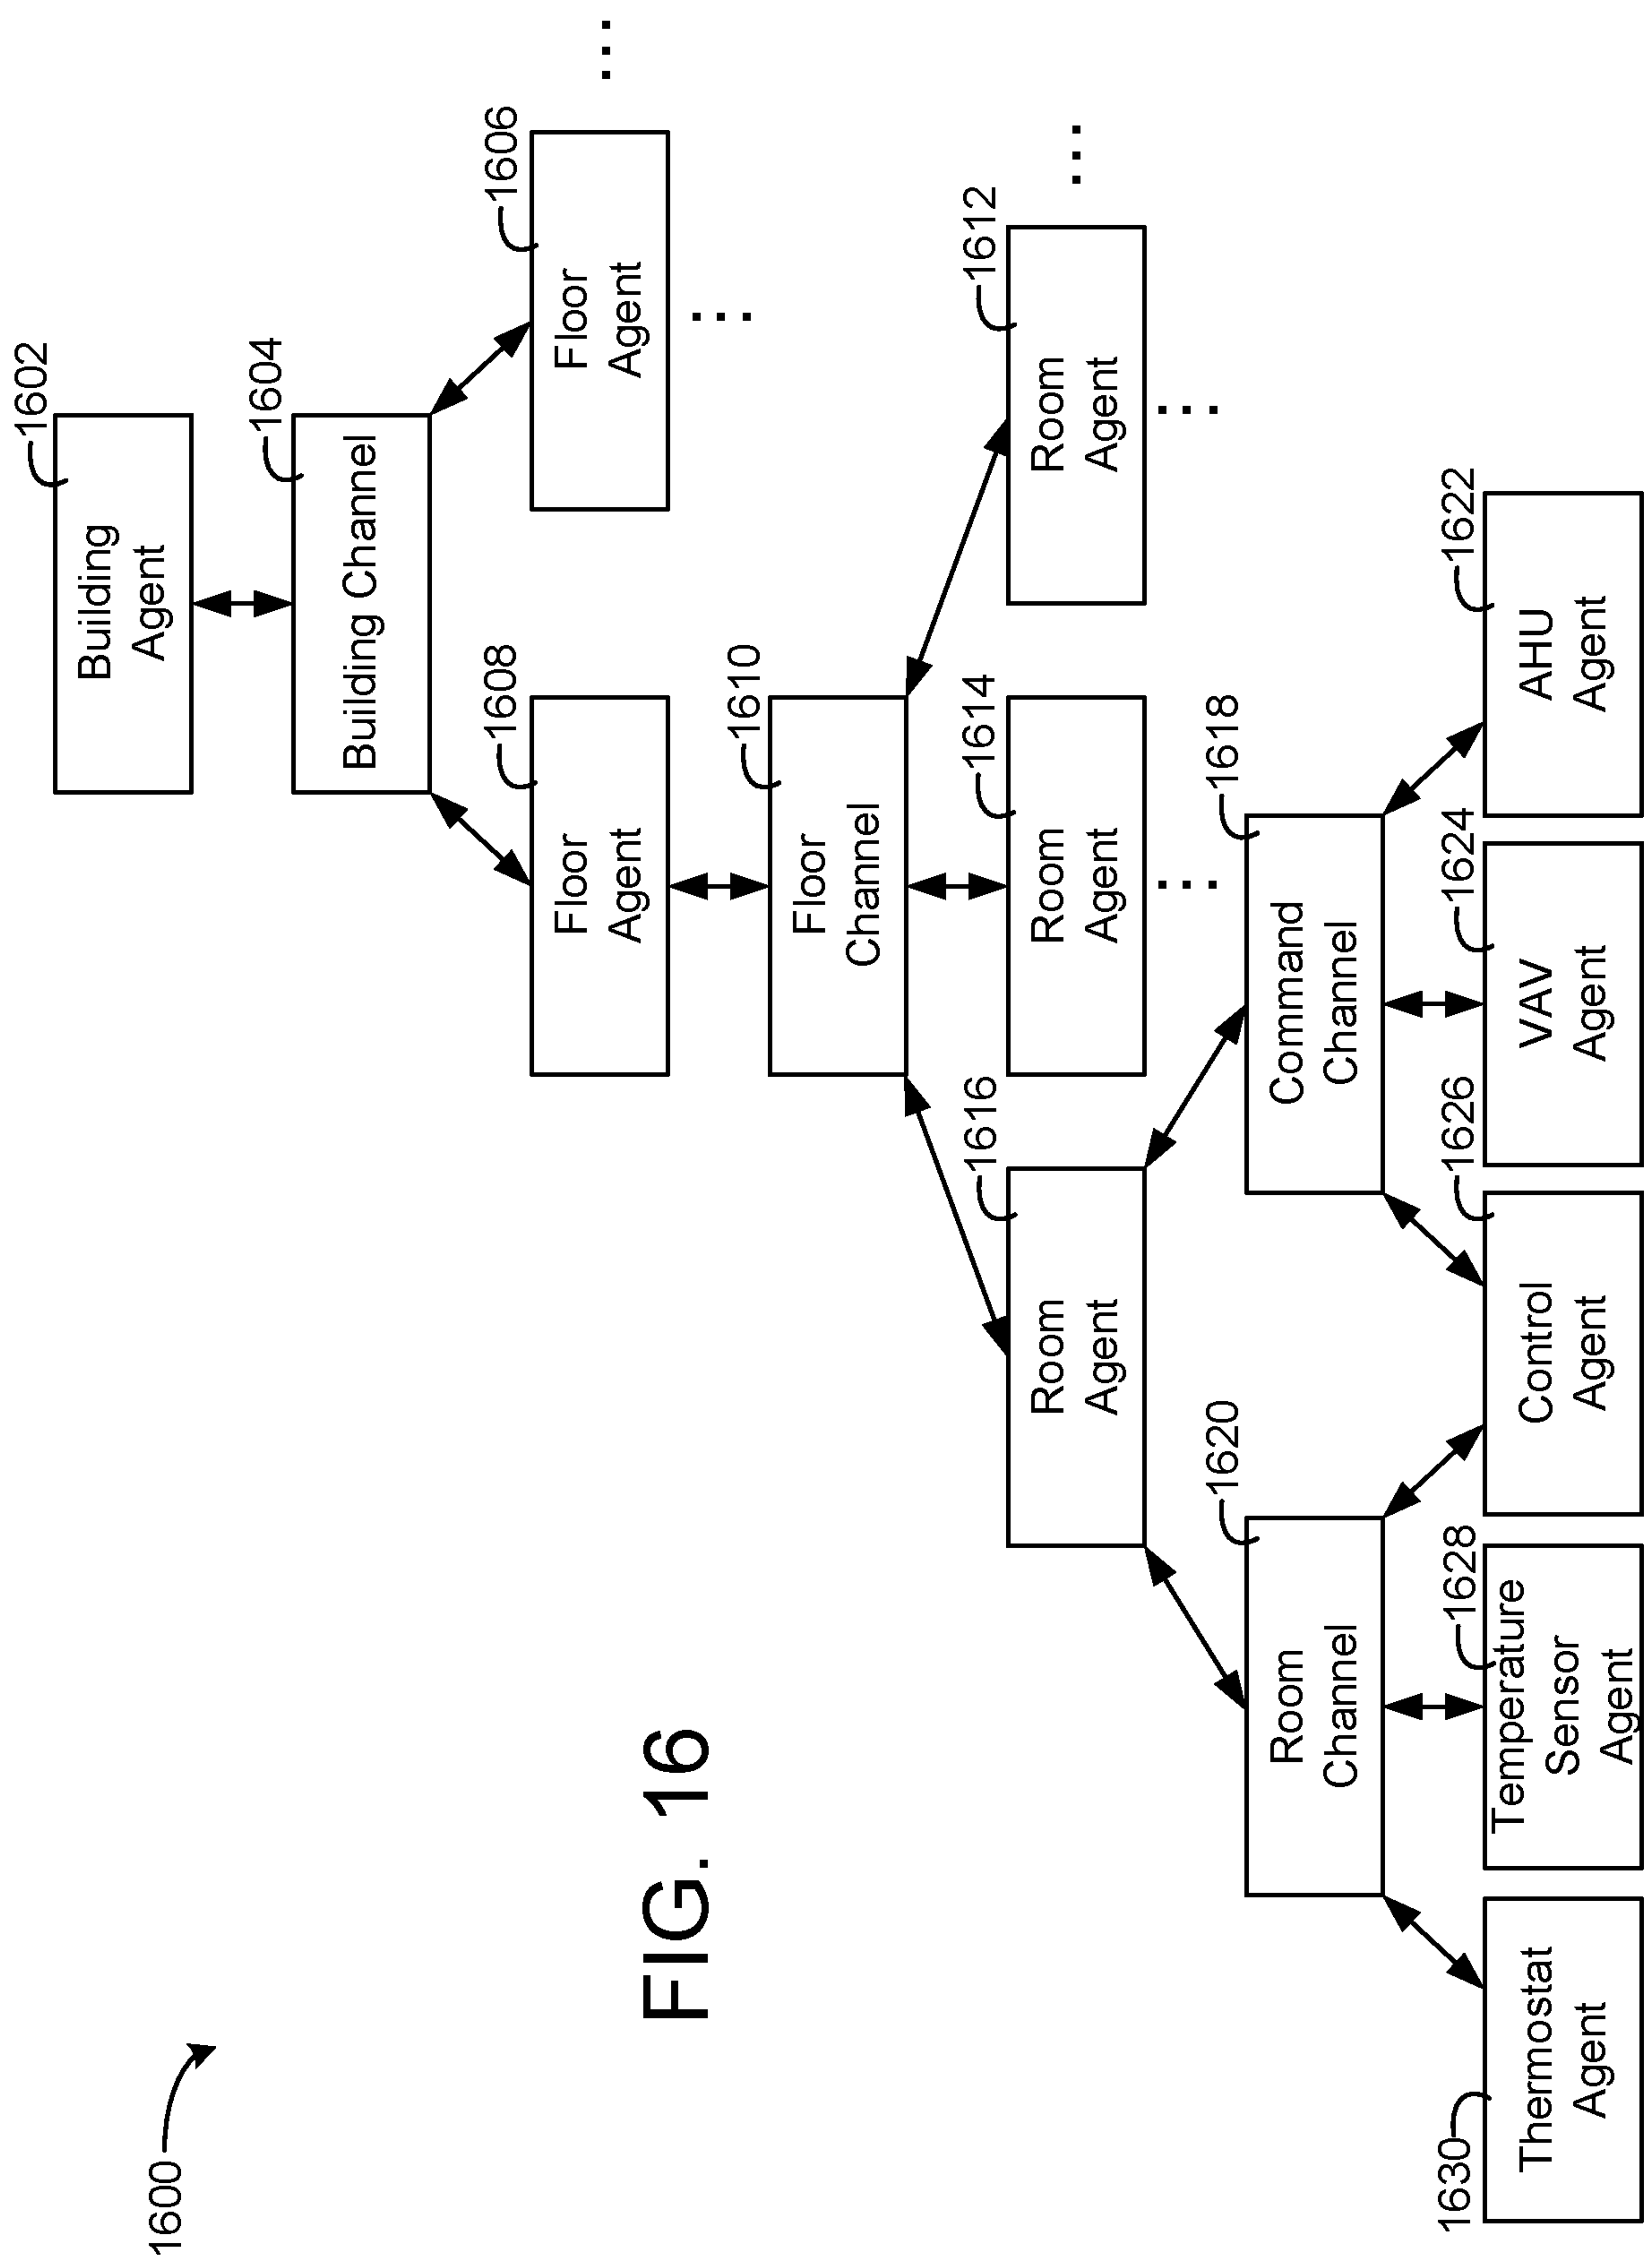 1600
1602
Building
Agent
1604
Building Channel
1608
Floor
Agent
1606
Floor
Agent
...
...
1610
Floor
Channel
1616
Room
Agent
1614
Room
Agent
...
1612
Room
Agent
...
...
1620
Room
Channel
1618
Command
Channel
1630
Thermostat
Agent
1628
Temperature
Sensor
Agent
1626
Control
Agent
1624
VAV
Agent
1622
AHU
Agent
FIG. 16